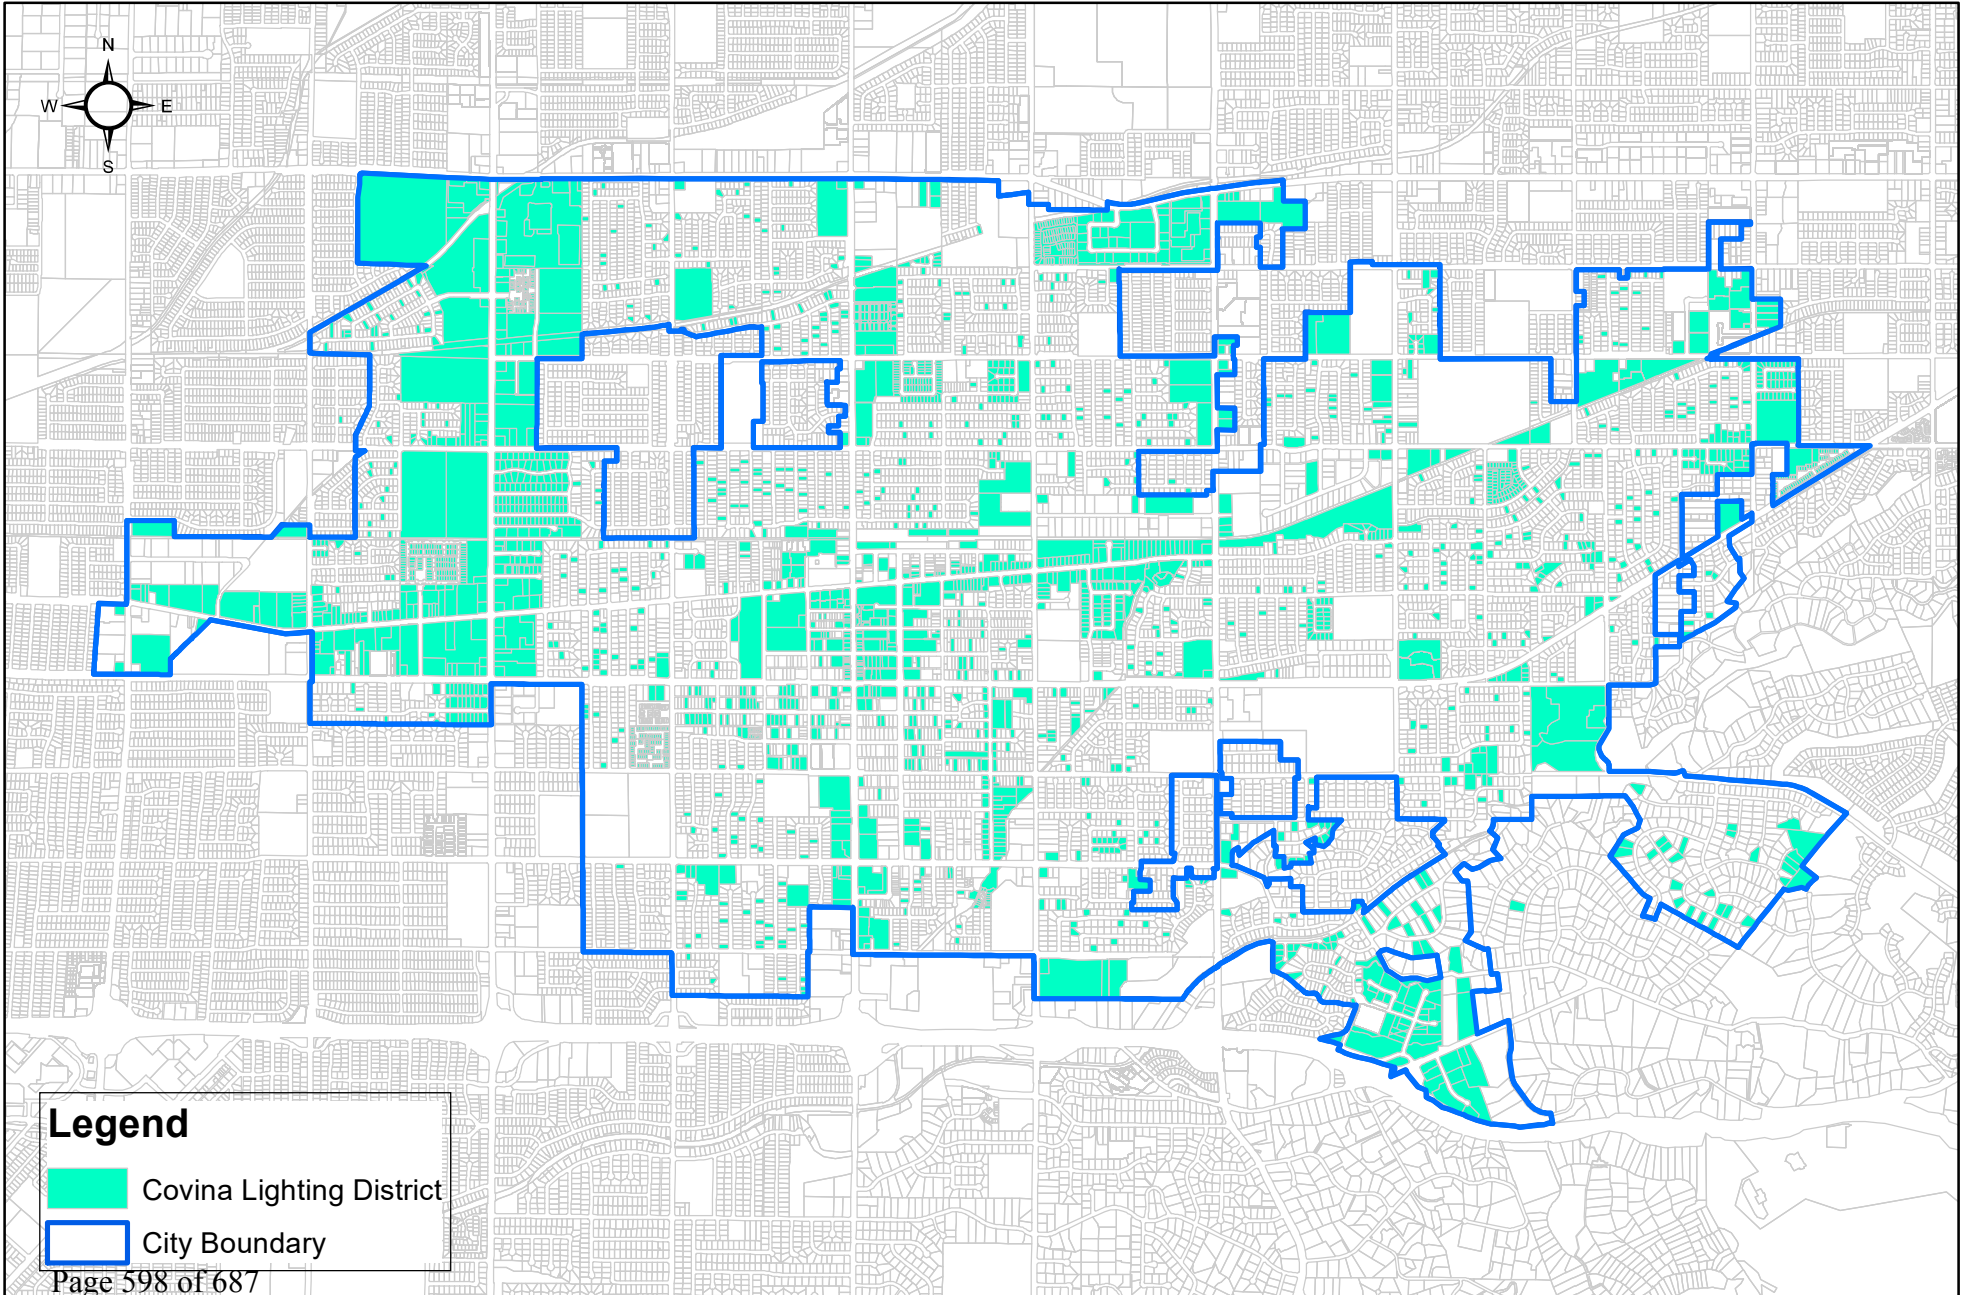 N
W E
S
Legend
Covina Lighting District
City Boundary
Page 598 of 687